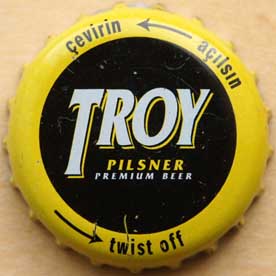 çevirin açılsın
TROY
PILSNER
PREMIUM BEER
twist off